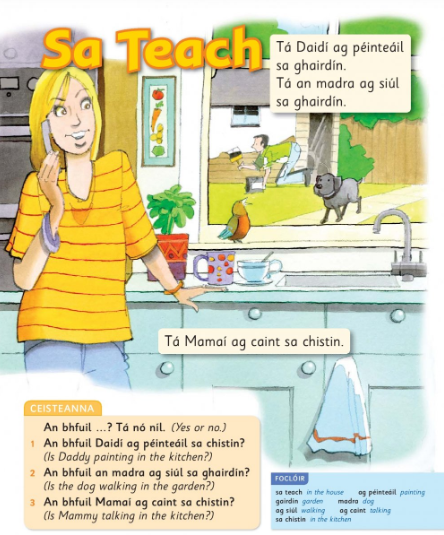 Sa Teach
Tá Daidí ag péinteáil
sa ghairdín.
Tá an madra ag siúl
sa ghairdín.
Tá Mamaí ag caint sa chistin.
CEISTEANNA
An bhfuil ...? Tá nó níl. (Yes or no.)
1 An bhfuil Daidí ag péinteáil sa chistin?
(Is Daddy painting in the kitchen?)
2 An bhfuil an madra ag siúl sa ghairdín?
(Is the dog walking in the garden?)
3 An bhfuil Mamaí ag caint sa chistin?
(Is Mammy talking in the kitchen?)
FOCLÓIR
sa teach in the house ag péinteáil painting
gairdín garden madra dog
ag siúl walking ag caint talking
sa chistin in the kitchen